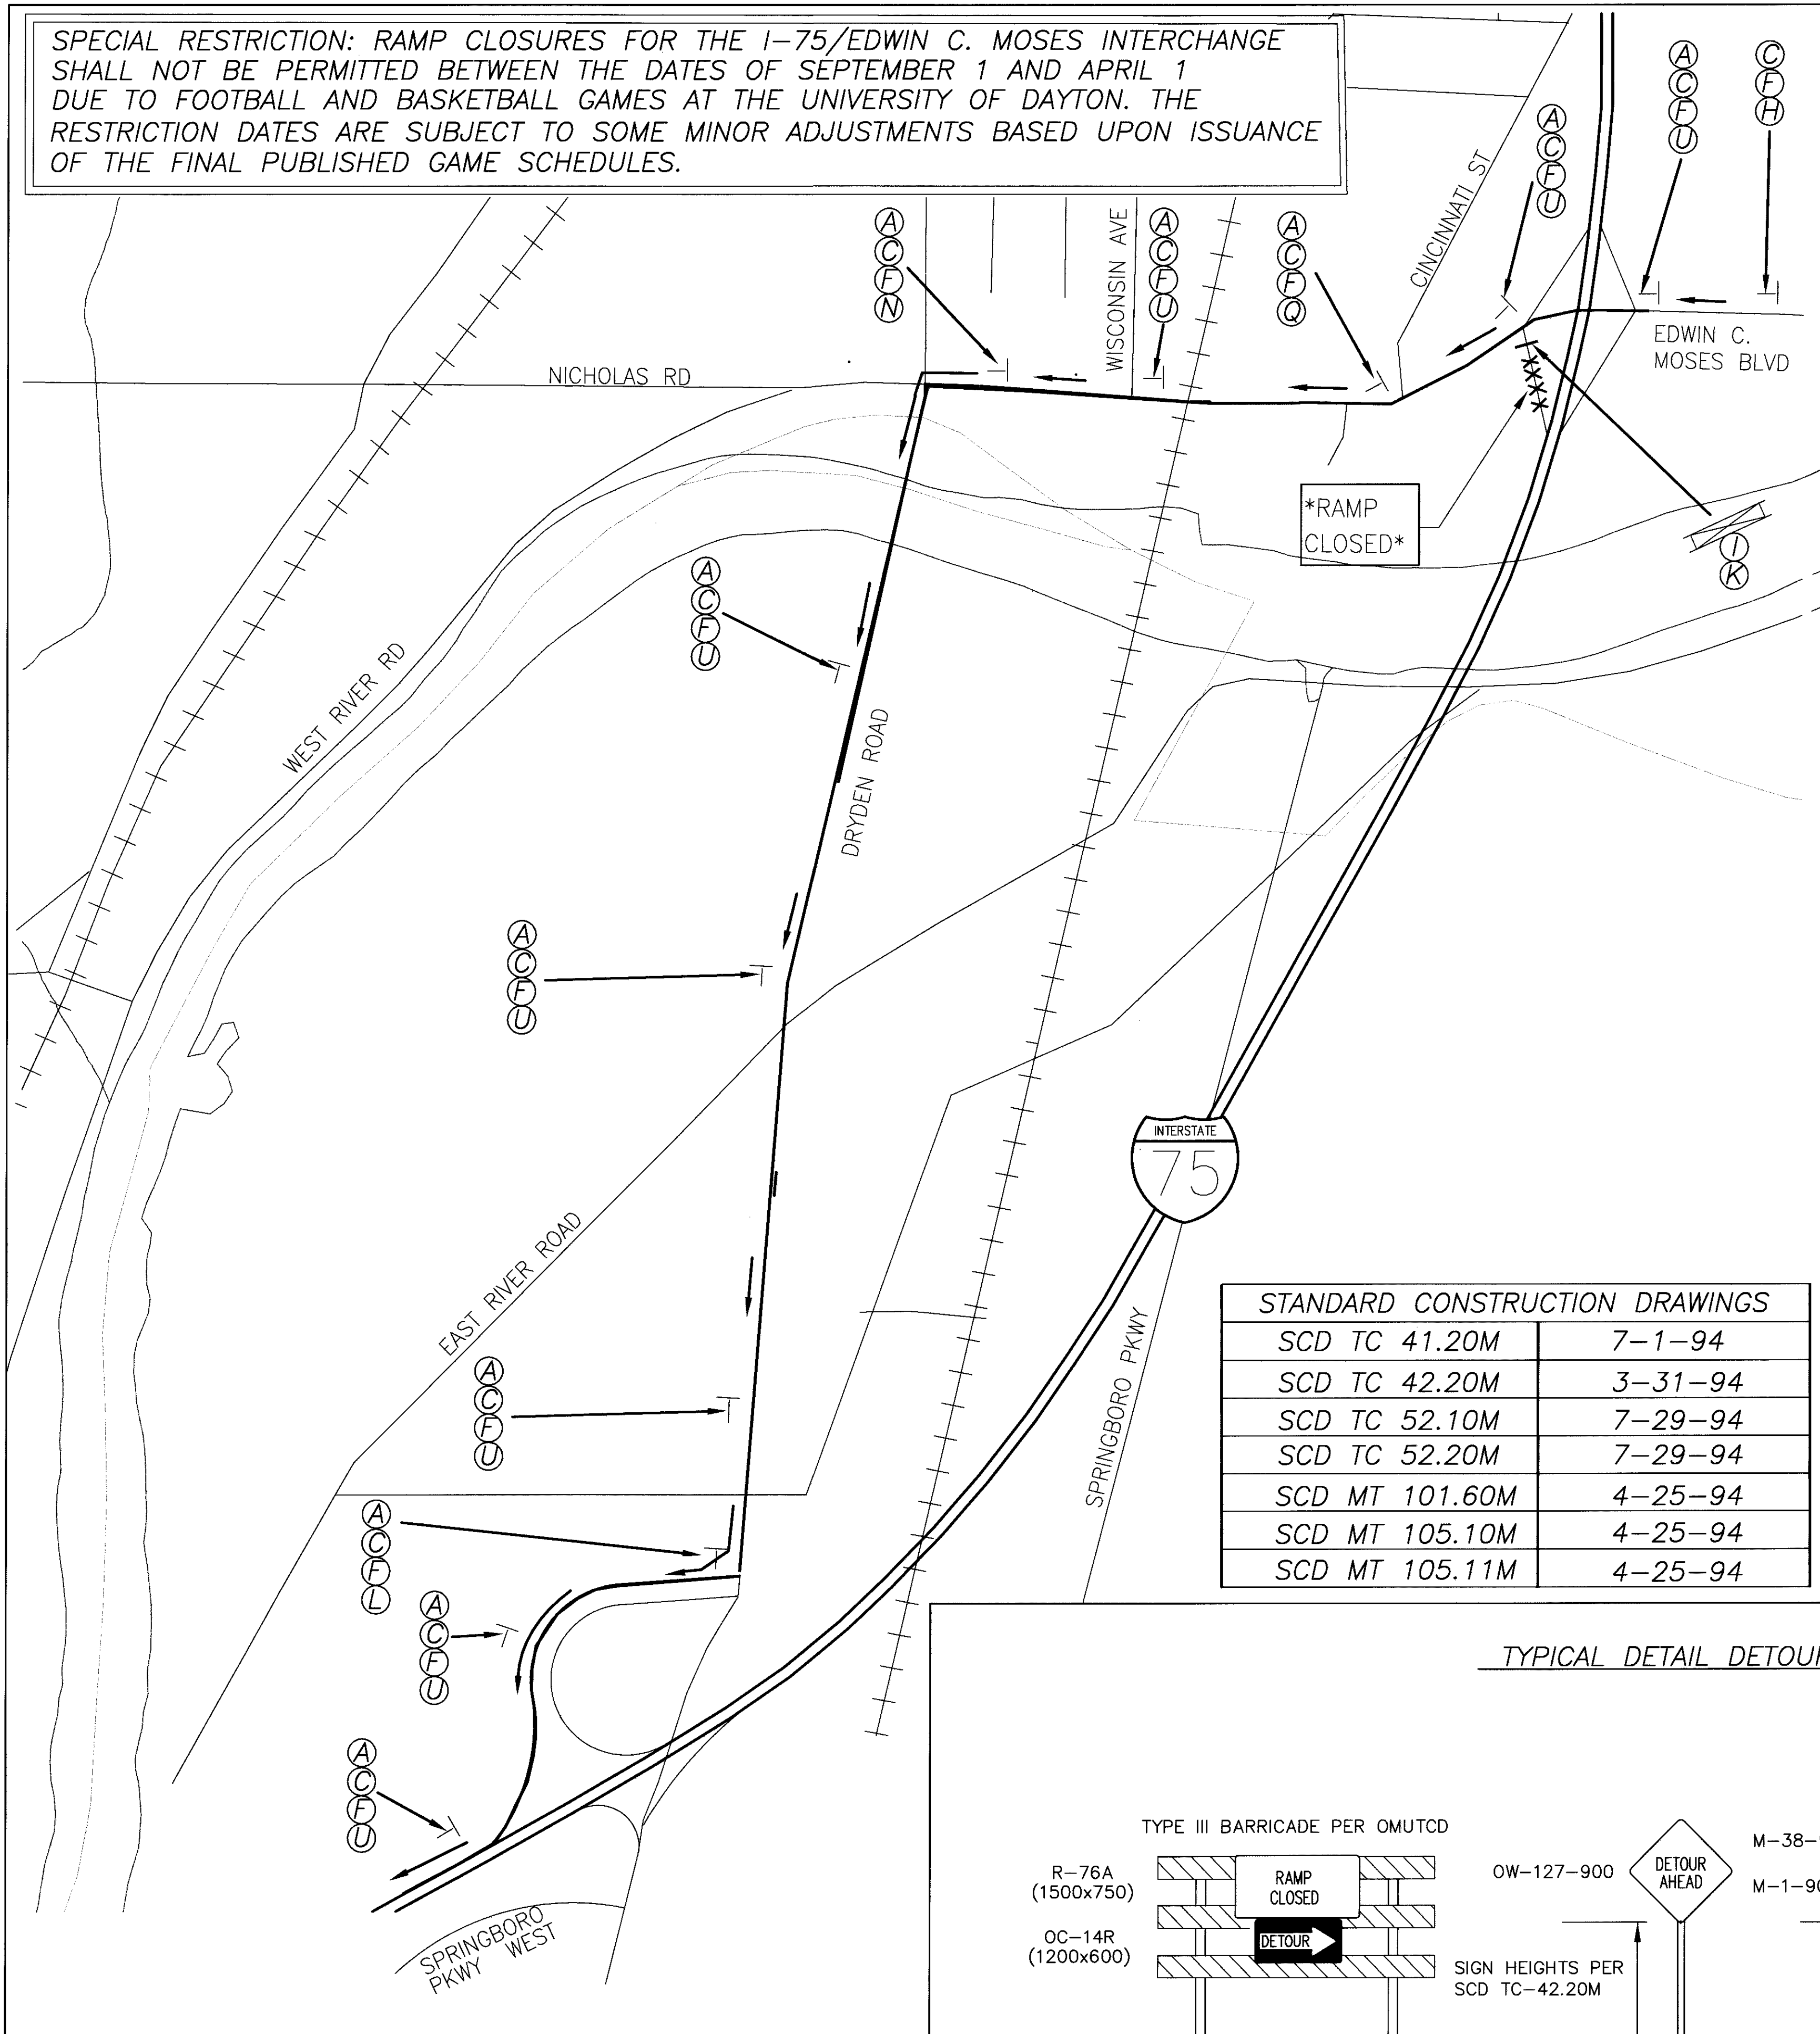 SPECIAL RESTRICTION: RAMP CLOSURES FOR THE I-75/EDWIN C. MOSES INTERCHANGE
SHALL NOT BE PERMITTED BETWEEN THE DATES OF SEPTEMBER 1 AND APRIL 1
DUE TO FOOTBALL AND BASKETBALL GAMES AT THE UNIVERSITY OF DAYTON. THE
RESTRICTION DATES ARE SUBJECT TO SOME MINOR ADJUSTMENTS BASED UPON ISSUANCE
OF THE FINAL PUBLISHED GAME SCHEDULES.
A
C
F
U
C
F
H
A
C
F
U
A
C
F
N
WISCONSIN AVE
A
C
F
U
A
C
F
Q
CINCINNATI ST
EDWIN C.
MOSES BLVD
NICHOLAS RD
*RAMP
CLOSED*
I
K
A
C
F
U
WEST RIVER RD
DRYDEN ROAD
A
C
F
U
INTERSTATE
75
EAST RIVER ROAD
SPRINGBORO PKWY
A
C
F
U
A
C
F
L
A
C
F
U
A
C
F
U
SPRINGBORO
PKWY WEST
STANDARD CONSTRUCTION DRAWINGS
SCD TC 41.20M 7-1-94
SCD TC 42.20M 3-31-94
SCD TC 52.10M 7-29-94
SCD TC 52.20M 7-29-94
SCD MT 101.60M 4-25-94
SCD MT 105.10M 4-25-94
SCD MT 105.11M 4-25-94
TYPICAL DETAIL DETOUR
TYPE III BARRICADE PER OMUTCD
R-76A
(1500x750)
RAMP
CLOSED
OC-14R
(1200x600)
DETOUR
OW-127-900
DETOUR
AHEAD
M-38-
M-1-90
SIGN HEIGHTS PER
SCD TC-42.20M